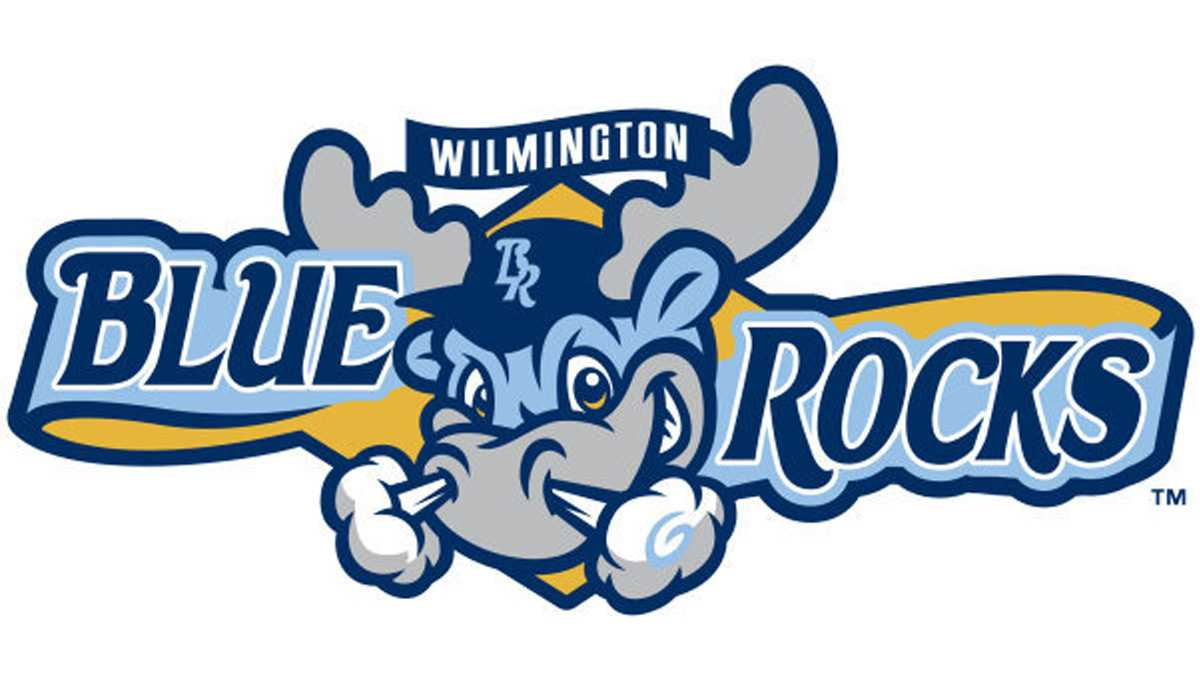 WILMINGTON
BLUE ROCKS
BR
TM